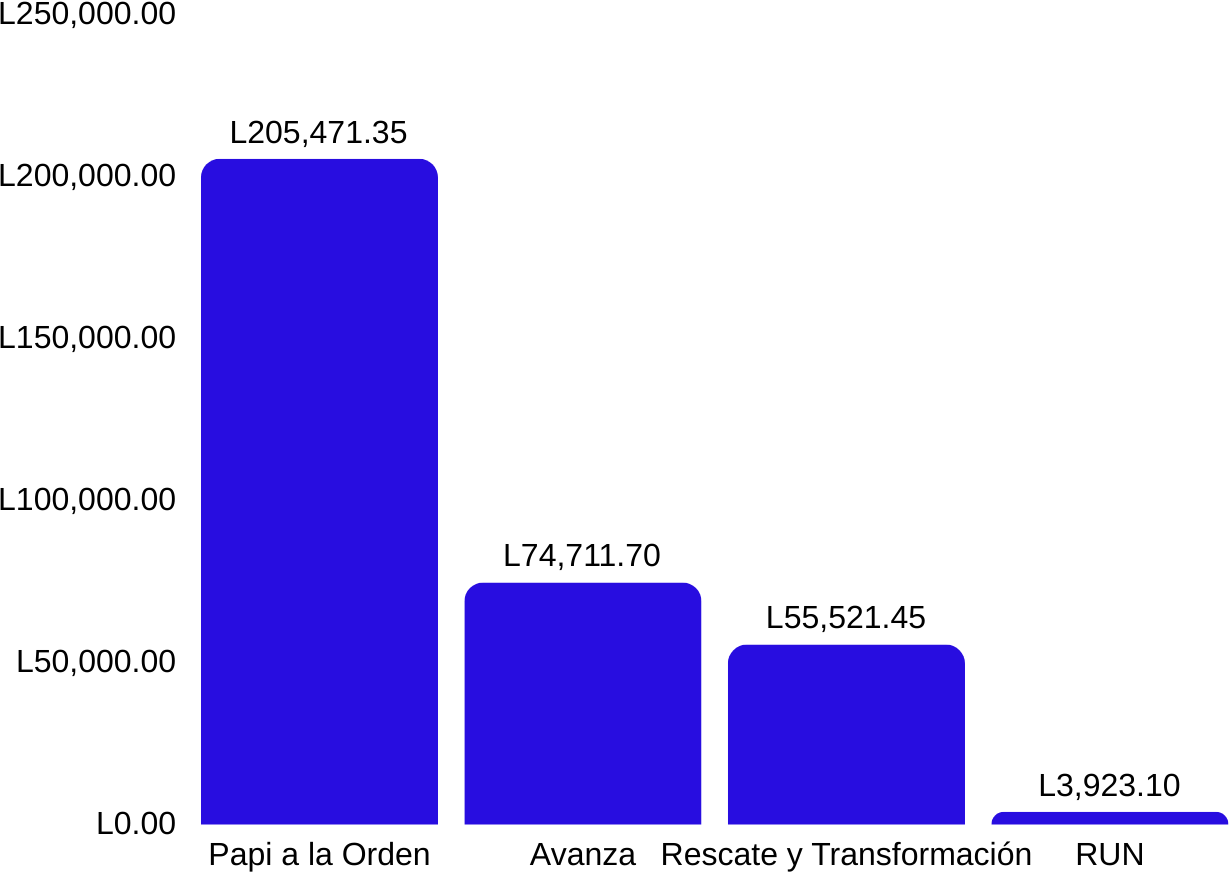 L250,000.00
L205,471.35
L200,000.00
L150,000.00
L100,000.00
L74,711.70
L55,521.45
L50,000.00
L3,923.10
L0.00
Papi a la Orden
Avanza
Rescate y Transformación
RUN